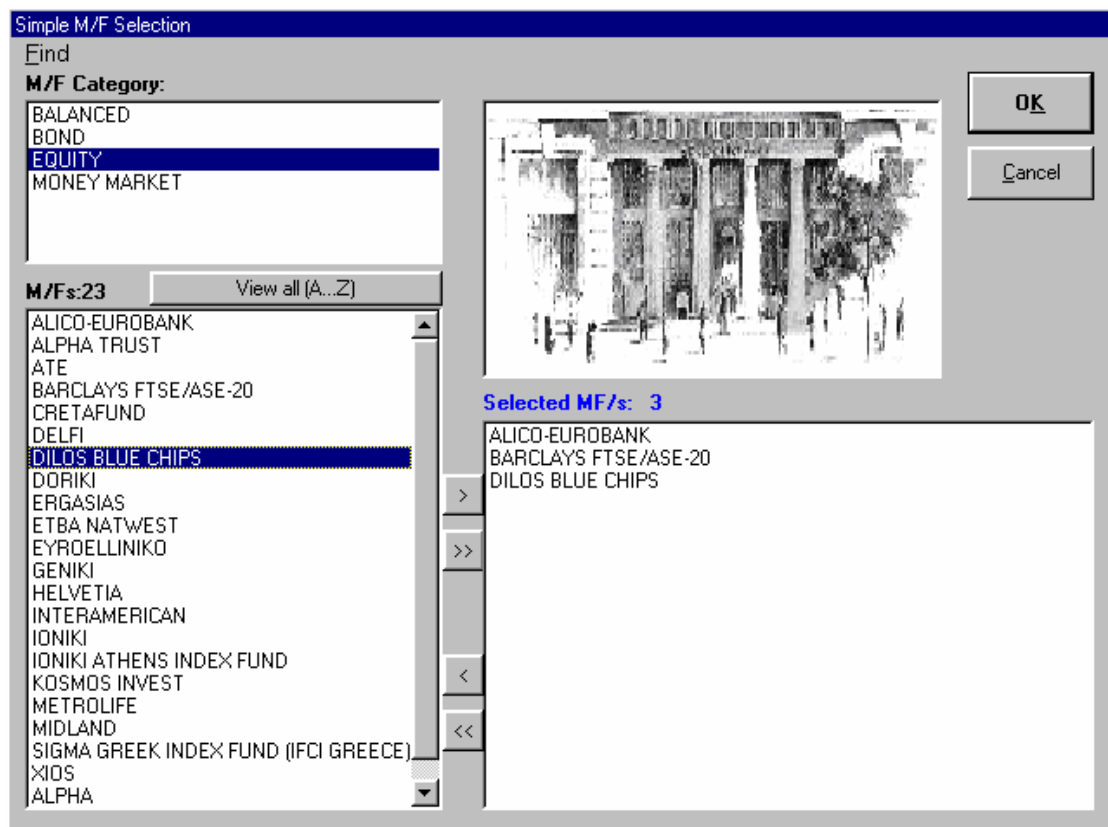 Simple M/F Selection
Find
M/F Category:
BALANCED
BOND
EQUITY
MONEY MARKET
OK
Cancel
M/Fs:23
View all (A...Z)
ALICO-EUROBANK
ALPHA TRUST
ATE
BARCLAYS FTSE/ASE-20
CRETAFUND
DELFI
DILOS BLUE CHIPS
DORIKI
ERGASIAS
ETBA NATWEST
EYROELLINIKO
GENIKI
HELVETIA
INTERAMERICAN
IONIKI
IONIKI ATHENS INDEX FUND
KOSMOS INVEST
METROLIFE
MIDLAND
SIGMA GREEK INDEX FUND (IFCI GREECE)
XIOS
ALPHA
>
>>
<
<<
Selected MF/s: 3
ALICO-EUROBANK
BARCLAYS FTSE/ASE-20
DILOS BLUE CHIPS